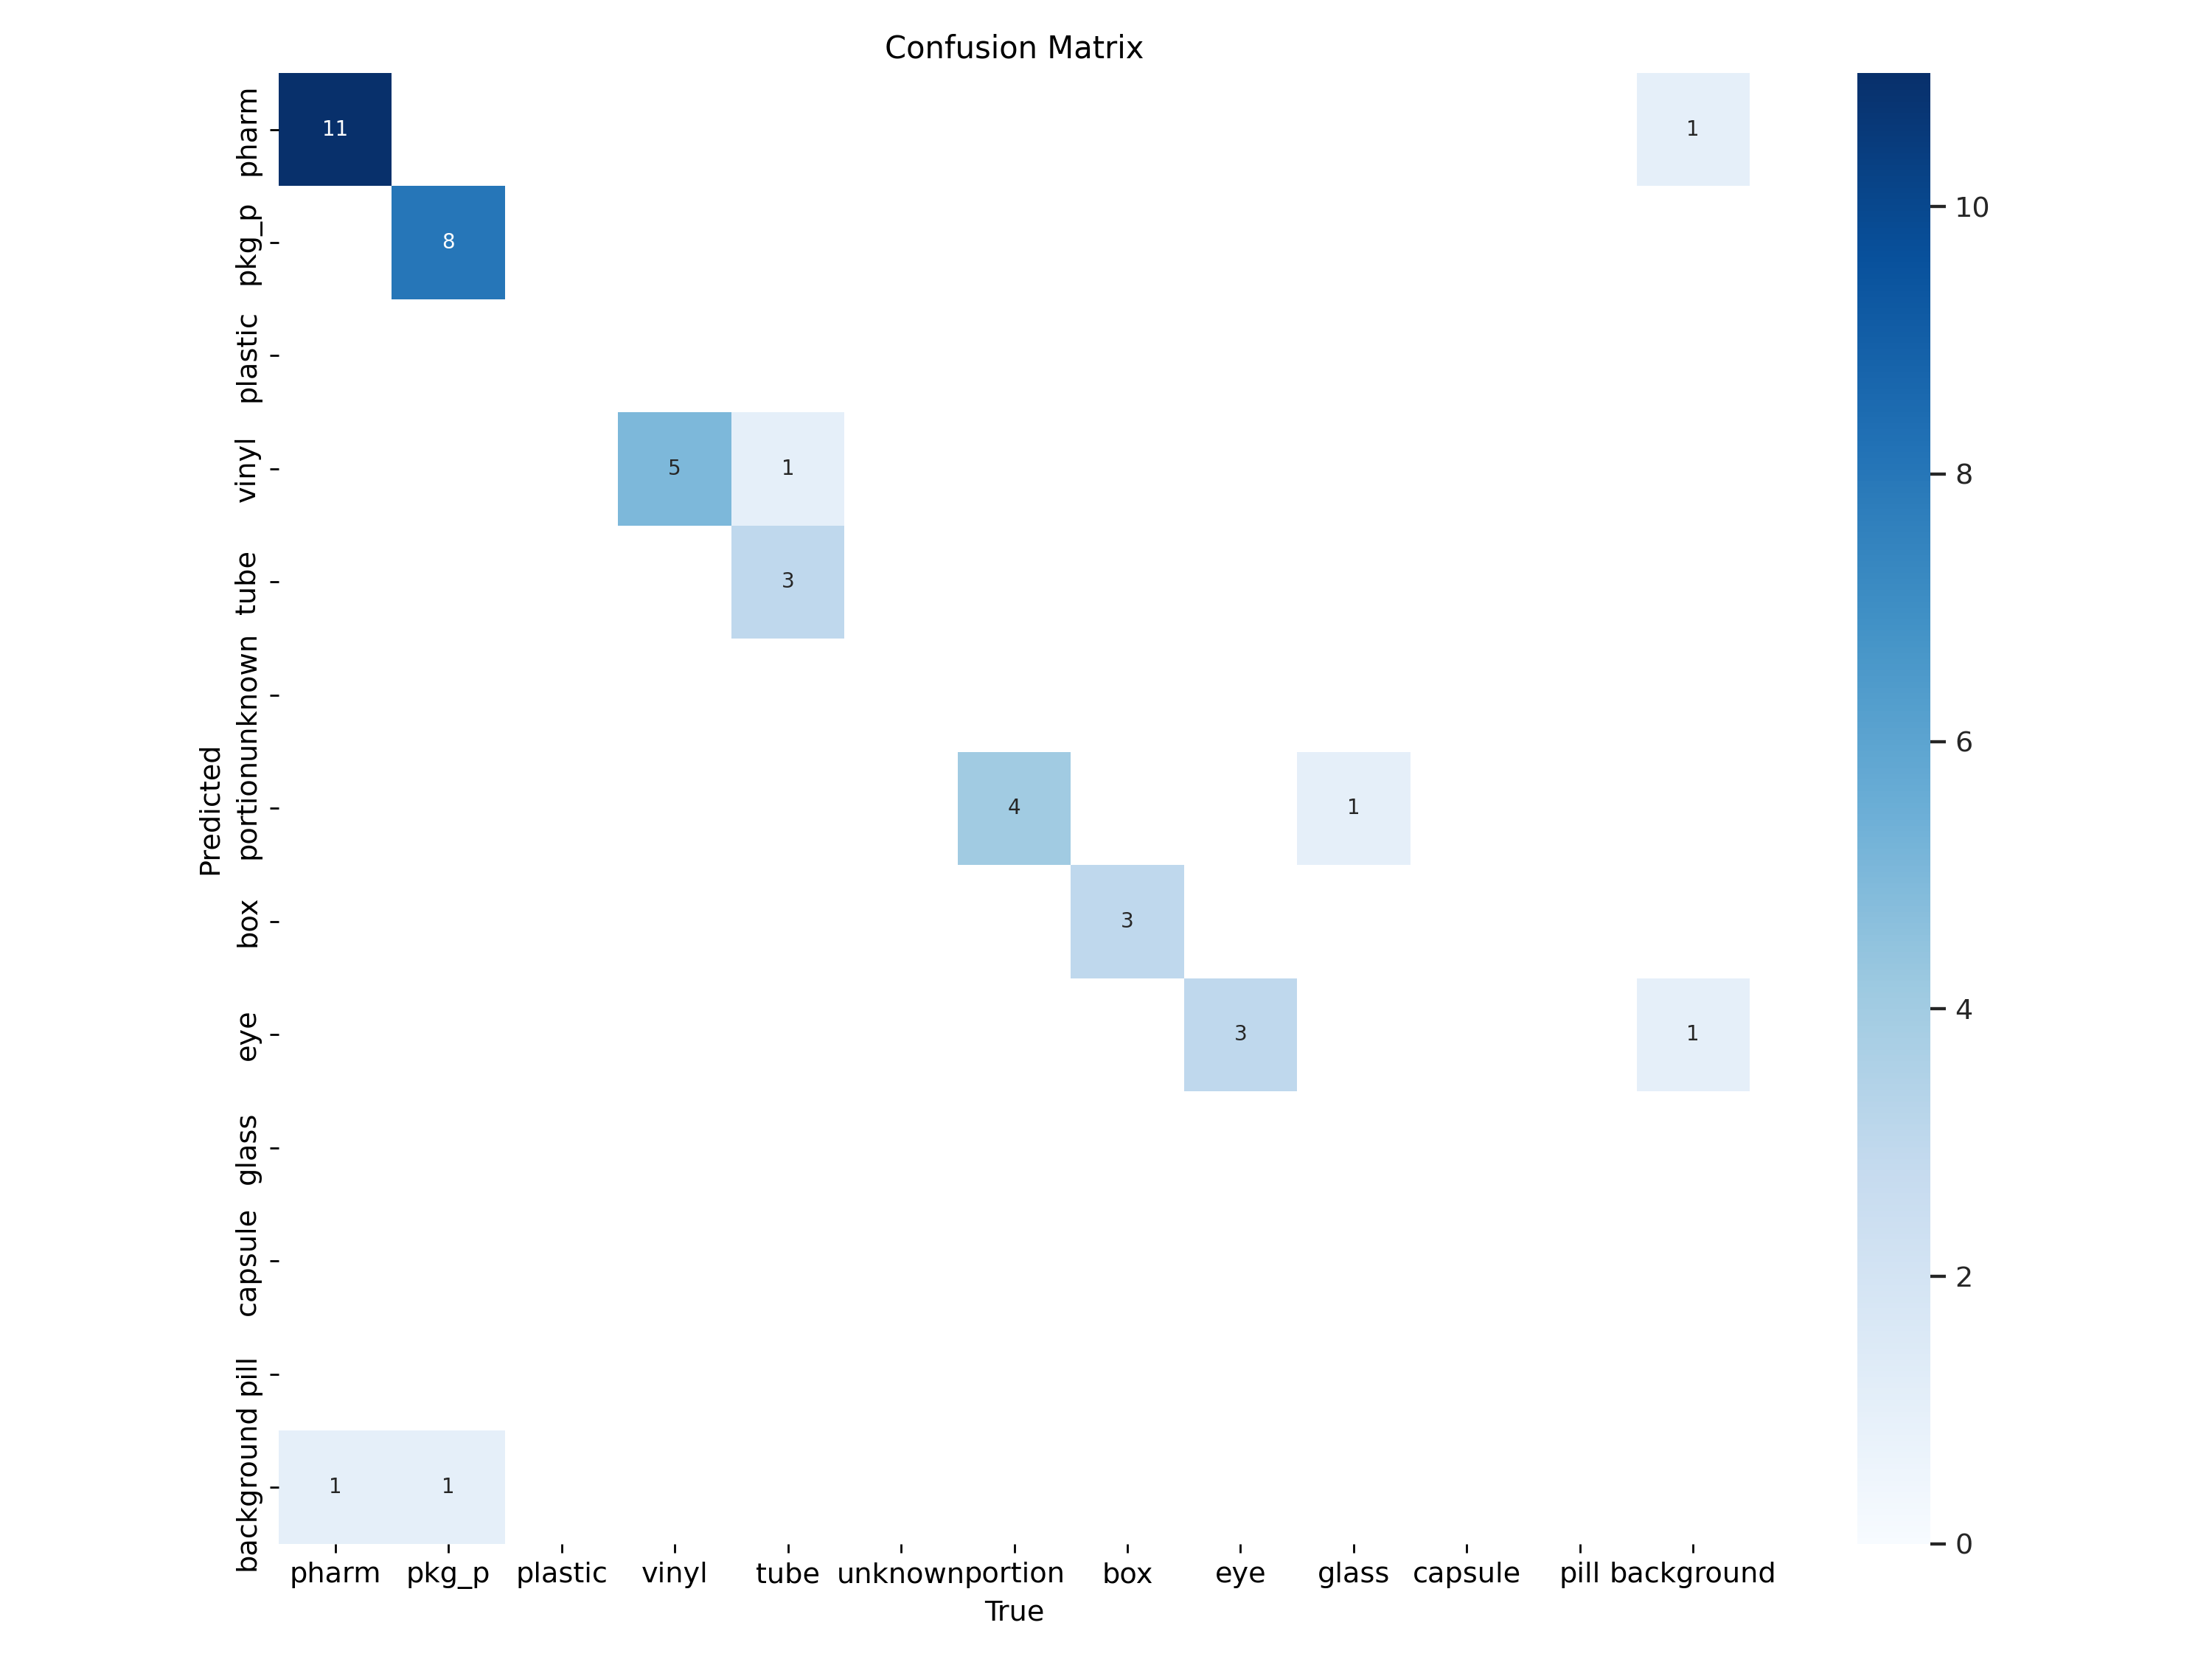 Confusion Matrix
pharm
11
1
pkg_p
8
plastic
vinyl
5
1
tube
3
unknown
portion
4
1
box
3
eye
3
1
glass
capsule
pill
background
1
1
Predicted
pharm pkg_p plastic vinyl tube unknown portion box eye glass capsule pill background
True
10
8
6
4
2
0